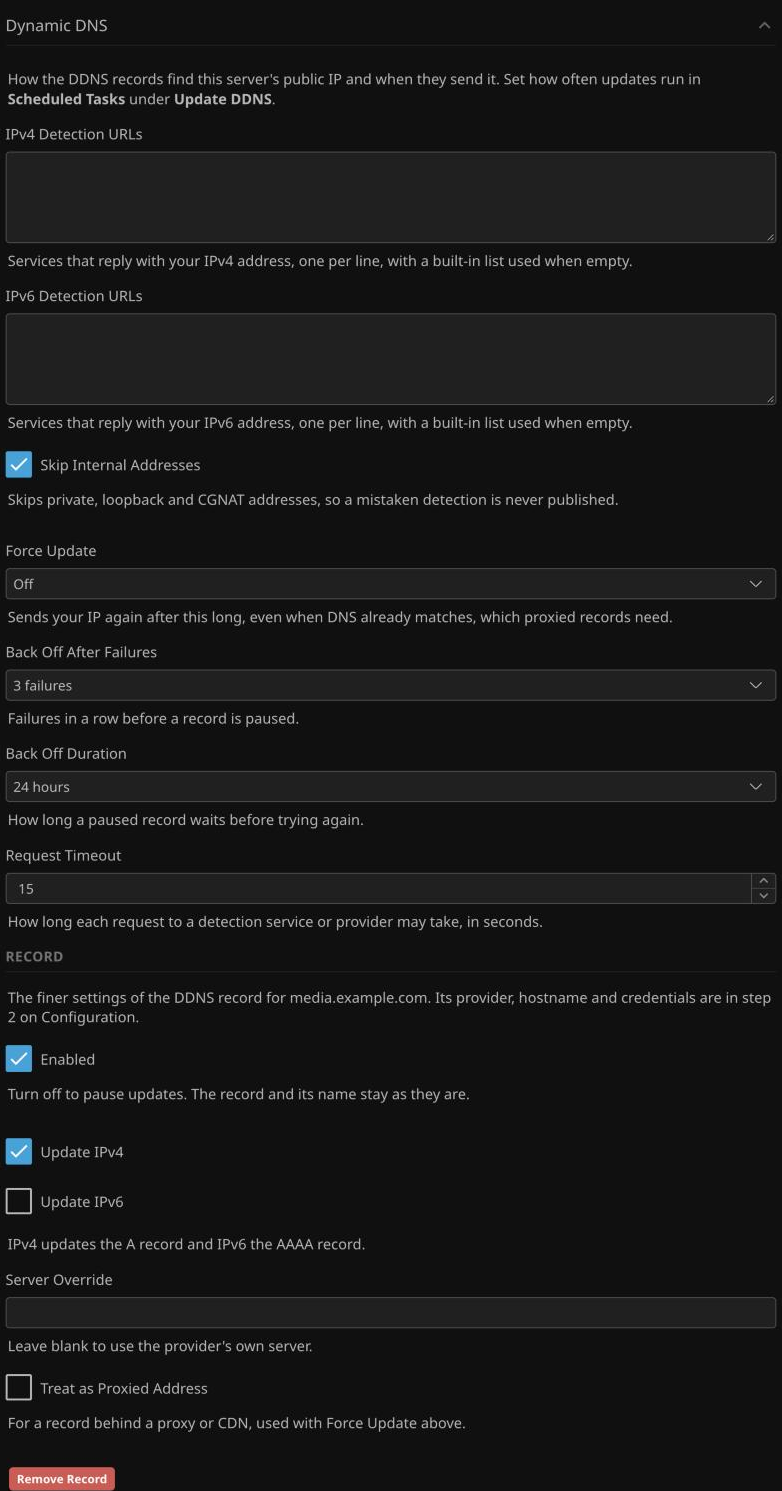 Dynamic DNS
How the DDNS records find this server's public IP and when they send it. Set how often updates run in
Scheduled Tasks under Update DDNS.
IPv4 Detection URLs
Services that reply with your IPv4 address, one per line, with a built-in list used when empty.
IPv6 Detection URLs
Services that reply with your IPv6 address, one per line, with a built-in list used when empty.
Skip Internal Addresses
Skips private, loopback and CGNAT addresses, so a mistaken detection is never published.
Force Update
Off
Sends your IP again after this long, even when DNS already matches, which proxied records need.
Back Off After Failures
3 failures
Failures in a row before a record is paused.
Back Off Duration
24 hours
How long a paused record waits before trying again.
Request Timeout
15
How long each request to a detection service or provider may take, in seconds.
RECORD
The finer settings of the DDNS record for media.example.com. Its provider, hostname and credentials are in step
2 on Configuration.
Enabled
Turn off to pause updates. The record and its name stay as they are.
Update IPv4
Update IPv6
IPv4 updates the A record and IPv6 the AAAA record.
Server Override
Leave blank to use the provider's own server.
Treat as Proxied Address
For a record behind a proxy or CDN, used with Force Update above.
Remove Record